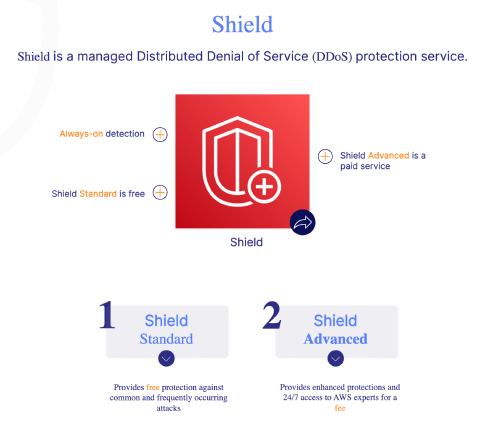 Shield
Shield is a managed Distributed Denial of Service (DDoS) protection service.
Always-on detection
Shield Standard is free
Shield Advanced is a
paid service
Shield
1
Shield
Standard
Provides free protection against
common and frequently occurring
attacks
2
Shield
Advanced
Provides enhanced protections and
24/7 access to AWS experts for a
fee